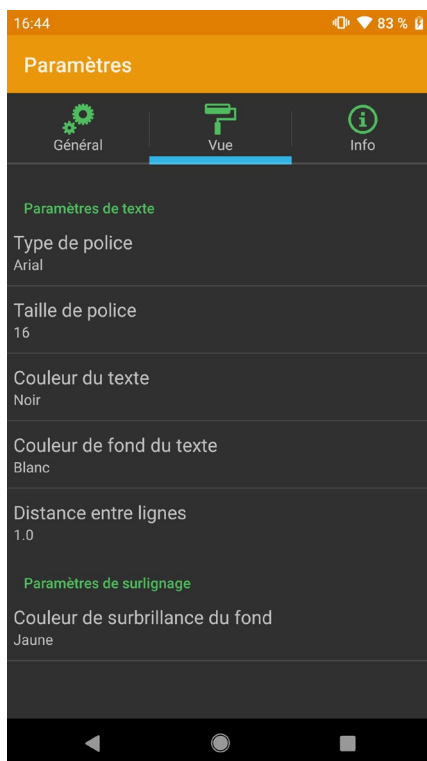 16:44
83 %
Paramètres
Général
Vue
Info
Paramètres de texte
Type de police
Arial
Taille de police
16
Couleur du texte
Noir
Couleur de fond du texte
Blanc
Distance entre lignes
1.0
Paramètres de surlignage
Couleur de surbrillance du fond
Jaune